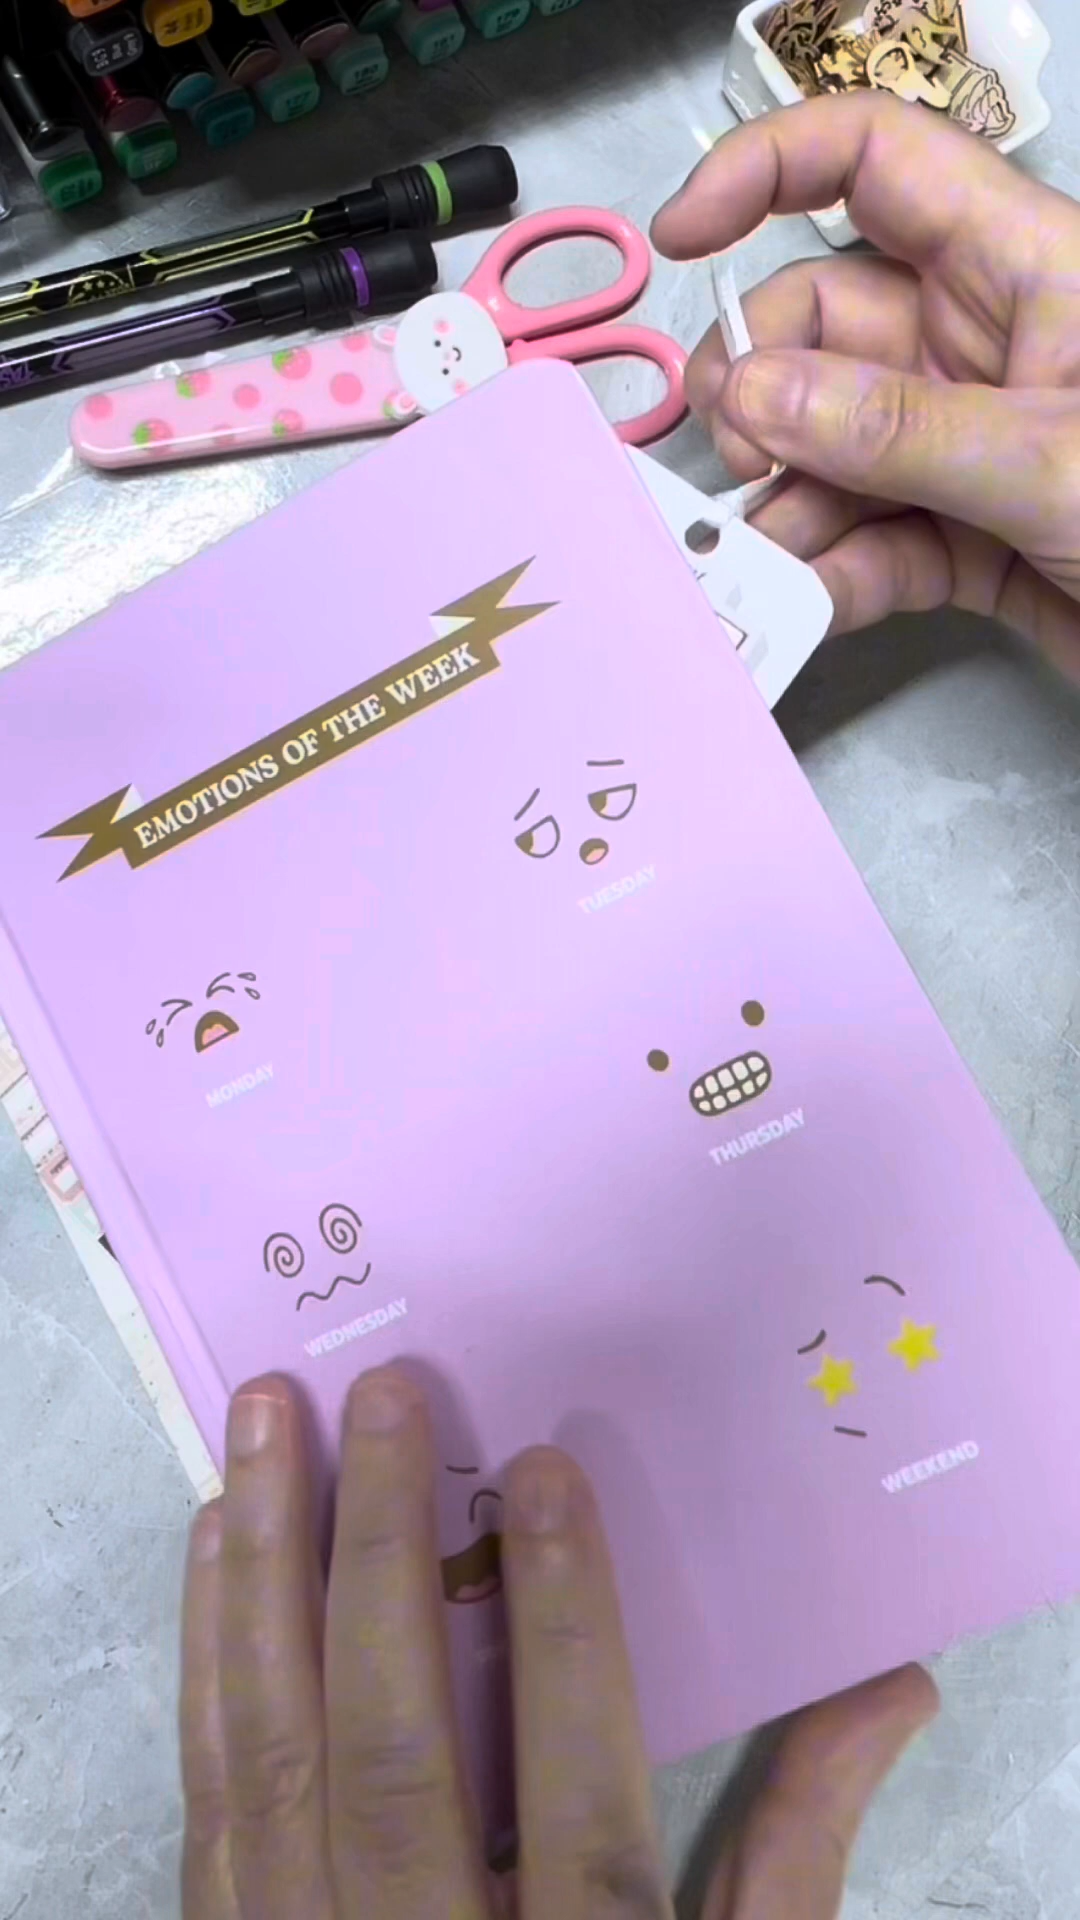 EMOTIONS OF THE WEEK
TUESDAY
MONDAY
THURSDAY
WEDNESDAY
WEEKEND